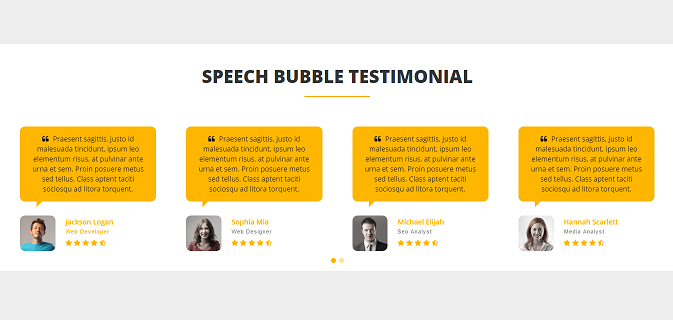 SPEECH BUBBLE TESTIMONIAL
Praesent sagittis, justo id
malesuada tincidunt, ipsum leo
elementum risus, at pulvinar ante
urna et sem. Proin posuere metus
sed tellus. Class aptent taciti
sociosqu ad litora torquent.
Jackson Logan
Web Developer
Praesent sagittis, justo id
malesuada tincidunt, ipsum leo
elementum risus, at pulvinar ante
urna et sem. Proin posuere metus
sed tellus. Class aptent taciti
sociosqu ad litora torquent.
Sophia Mia
Web Designer
Praesent sagittis, justo id
malesuada tincidunt, ipsum leo
elementum risus, at pulvinar ante
urna et sem. Proin posuere metus
sed tellus. Class aptent taciti
sociosqu ad litora torquent.
Michael Elijah
Seo Analyst
Praesent sagittis, justo id
malesuada tincidunt, ipsum leo
elementum risus, at pulvinar ante
urna et sem. Proin posuere metus
sed tellus. Class aptent taciti
sociosqu ad litora torquent.
Hannah Scarlett
Media Analyst